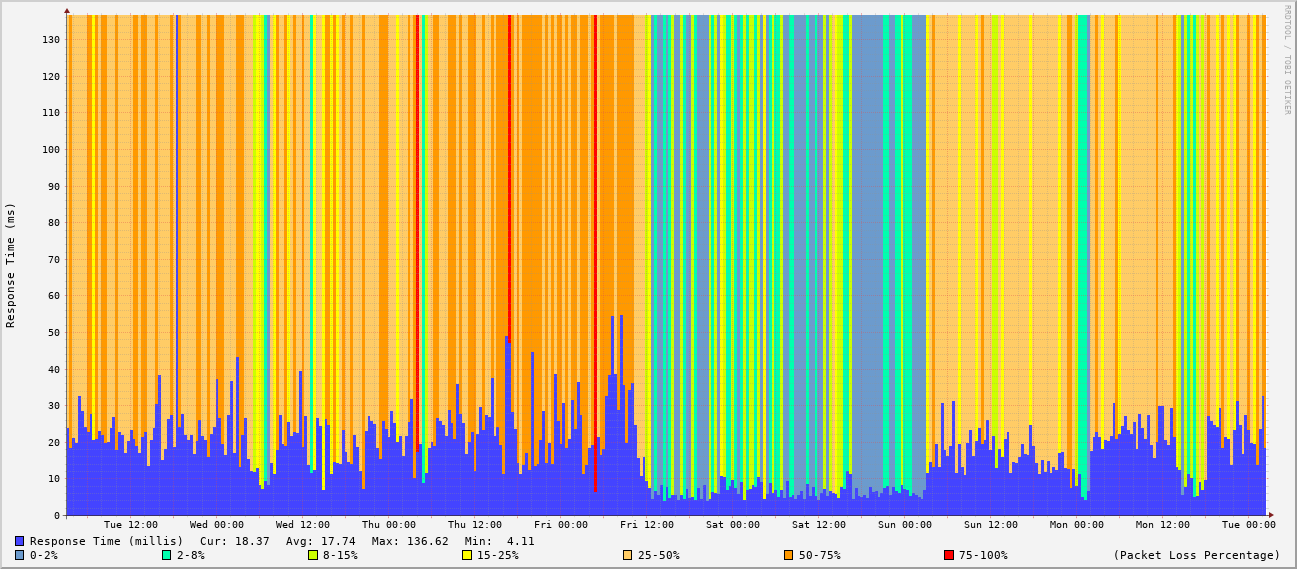 RRDTOOL / TOBI OETIKER
Response Time (ms)
130
120
110
100
90
80
70
60
50
40
30
20
10
0
Tue 12:00 Wed 00:00 Wed 12:00 Thu 00:00 Thu 12:00 Fri 00:00 Fri 12:00 Sat 00:00 Sat 12:00 Sun 00:00 Sun 12:00 Mon 00:00 Mon 12:00 Tue 00:00
Response Time (millis) Cur: 18.37 Avg: 17.74 Max: 136.62 Min: 4.11
0-2% 2-8% 8-15% 15-25% 25-50% 50-75% 75-100% (Packet Loss Percentage)